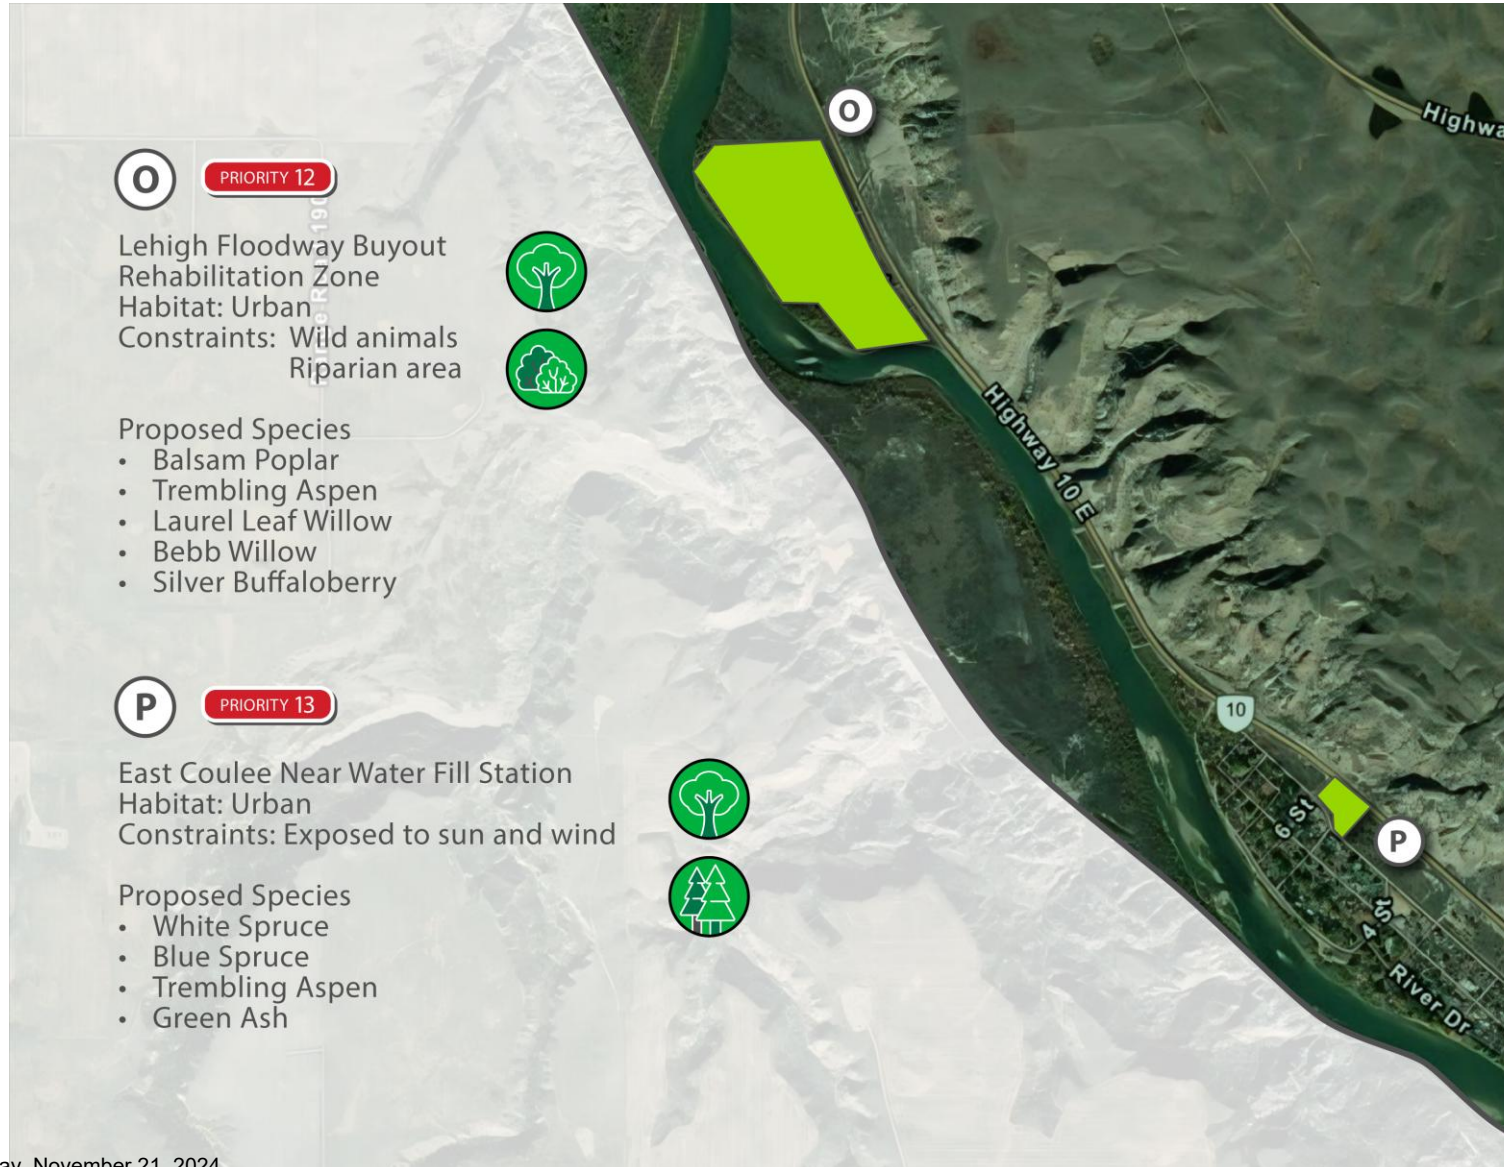 O
PRIORITY 12
Lehigh Floodway Buyout
Rehabilitation Zone
Habitat: Urban
Constraints: Wild animals
Riparian area
Proposed Species
• Balsam Poplar
• Trembling Aspen
• Laurel Leaf Willow
• Bebb Willow
• Silver Buffaloberry
P
PRIORITY 13
East Coulee Near Water Fill Station
Habitat: Urban
Constraints: Exposed to sun and wind
Proposed Species
• White Spruce
• Blue Spruce
• Trembling Aspen
• Green Ash
O
Highwa
Highway 10 E
10
6 St
P
4 St
River Dr
November 21, 2024